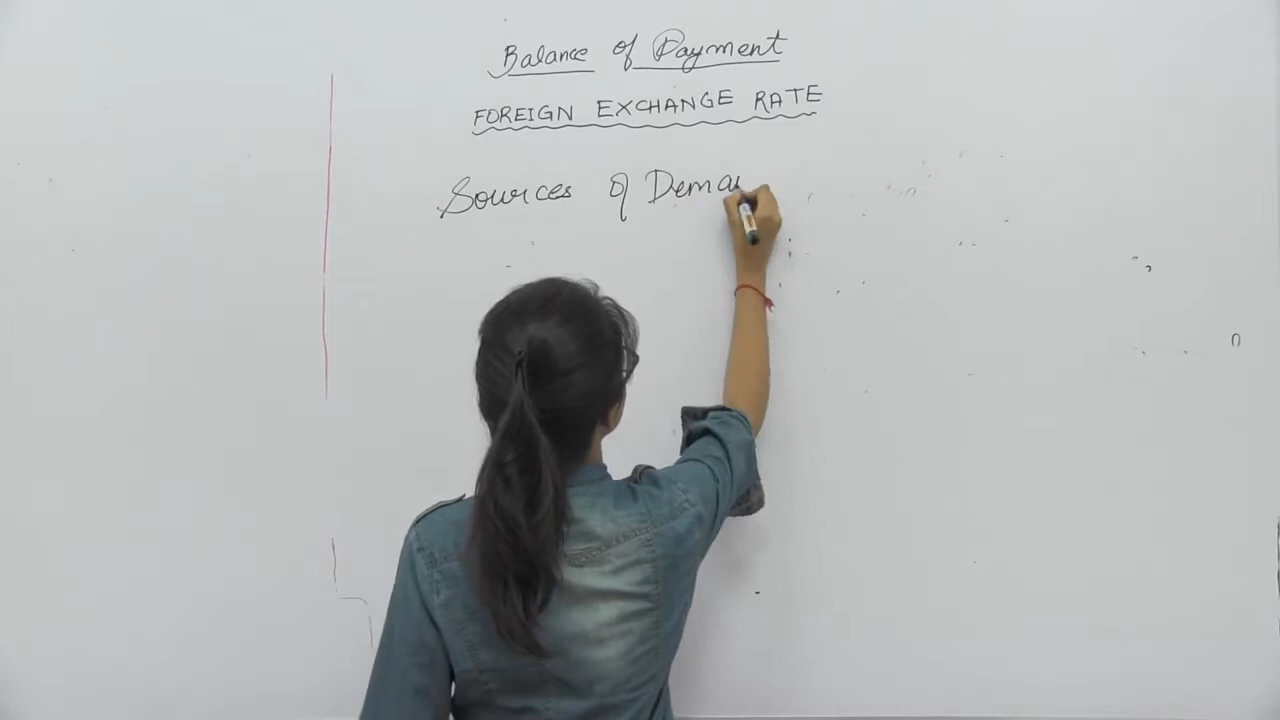 Balance of Payment
FOREIGN EXCHANGE RATE
Sources of Dema